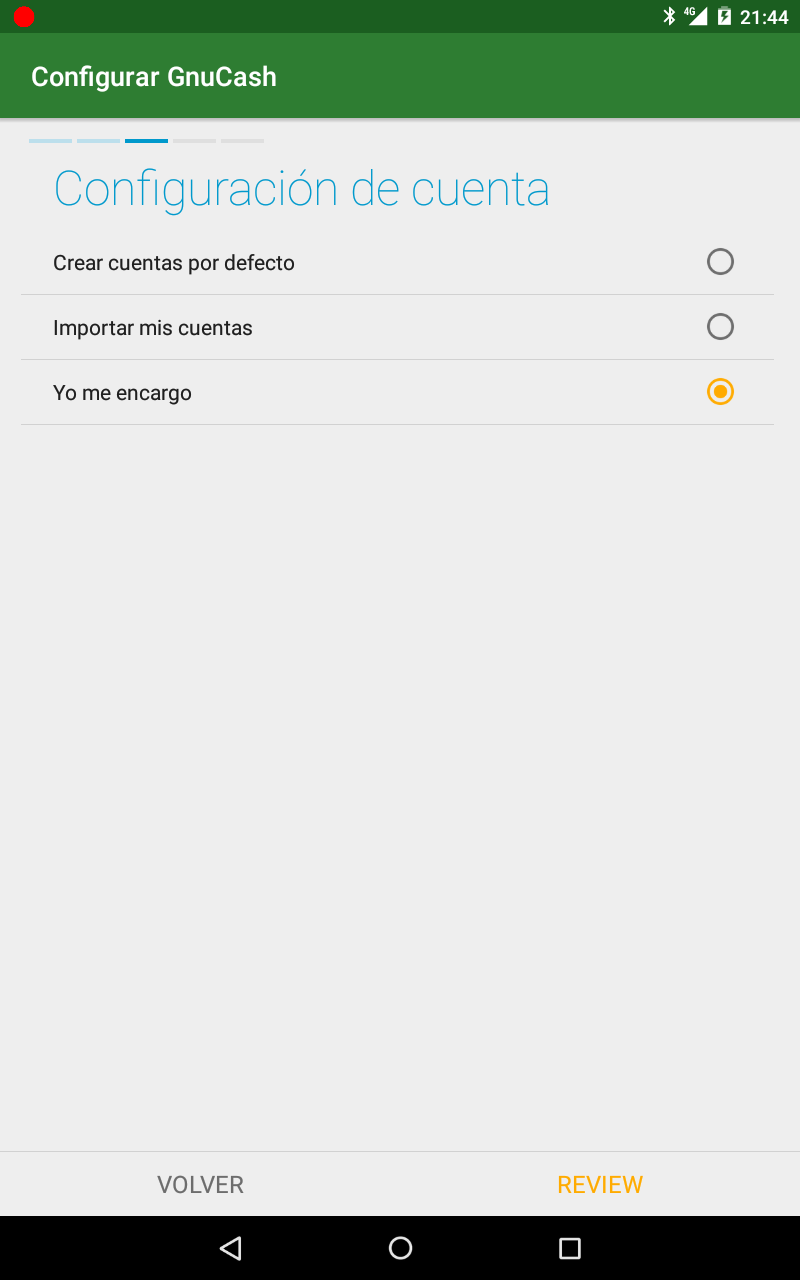 4G 21:44
Configurar GnuCash
Configuración de cuenta
Crear cuentas por defecto
Importar mis cuentas
Yo me encargo
VOLVER REVIEW